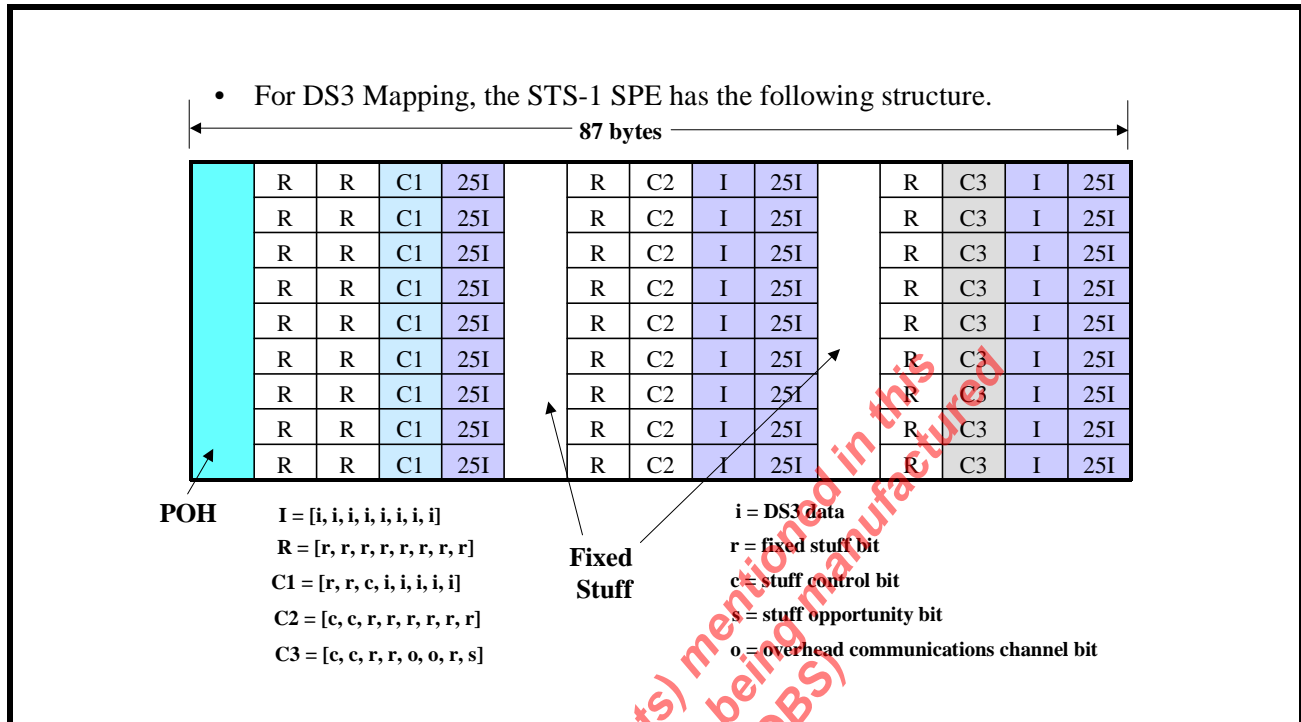 • For DS3 Mapping, the STS-1 SPE has the following structure.
87 bytes
R R C1 25I R C2 I 25I R C3 I 25I
R R C1 25I R C2 I 25I R C3 I 25I
R R C1 25I R C2 I 25I R C3 I 25I
R R C1 25I R C2 I 25I R C3 I 25I
R R C1 25I R C2 I 25I R C3 I 25I
R R C1 25I R C2 I 25I R C3 I 25I
R R C1 25I R C2 I 25I R C3 I 25I
R R C1 25I R C2 I 25I R C3 I 25I
R R C1 25I R C2 I 25I R C3 I 25I
POH
Fixed
Stuff
I = [i, i, i, i, i, i, i, i]
R = [r, r, r, r, r, r, r, r]
C1 = [r, r, c, i, i, i, i, i]
C2 = [c, c, r, r, r, r, r, r]
C3 = [c, c, r, r, o, o, r, s]
i = DS3 data
r = fixed stuff bit
c = stuff control bit
s = stuff opportunity bit
o = overhead communications channel bit
ts) mentioned in this
being manufactured
OBS)